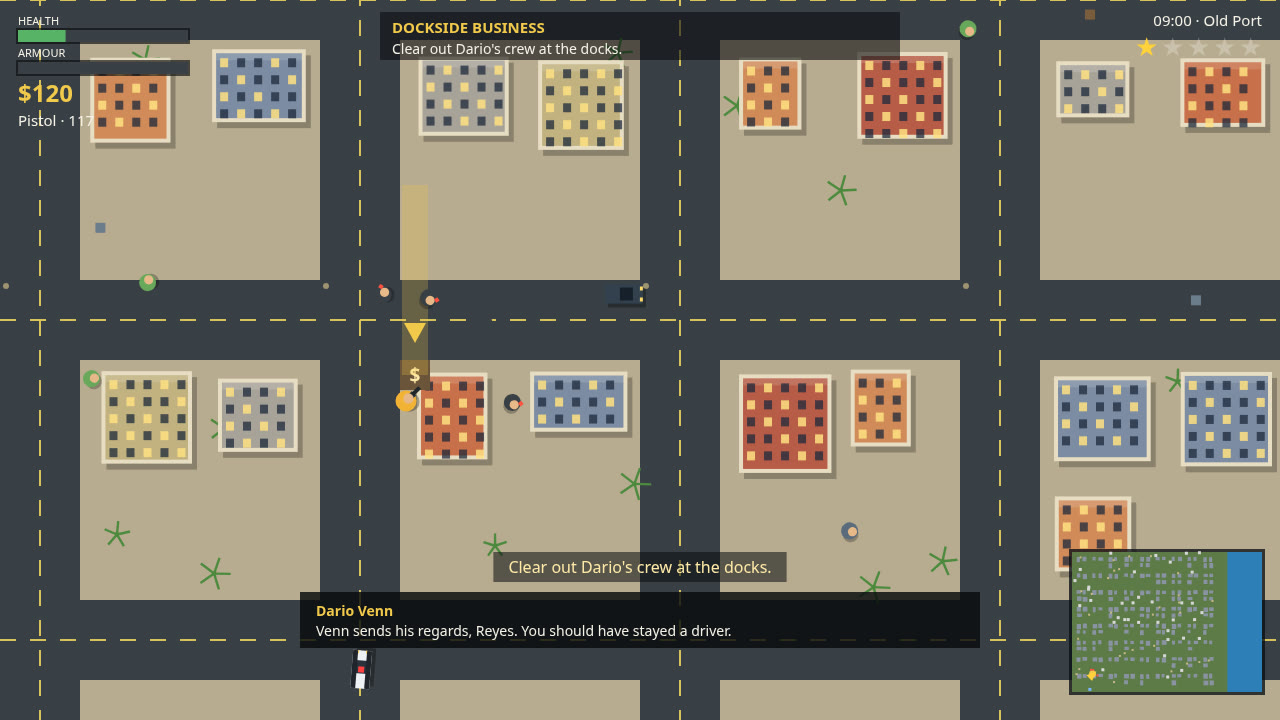 HEALTH
ARMOUR
$120
Pistol · 117
DOCKSIDE BUSINESS
Clear out Dario's crew at the docks.
09:00 · Old Port
$
Clear out Dario's crew at the docks.
Dario Venn
Venn sends his regards, Reyes. You should have stayed a driver.